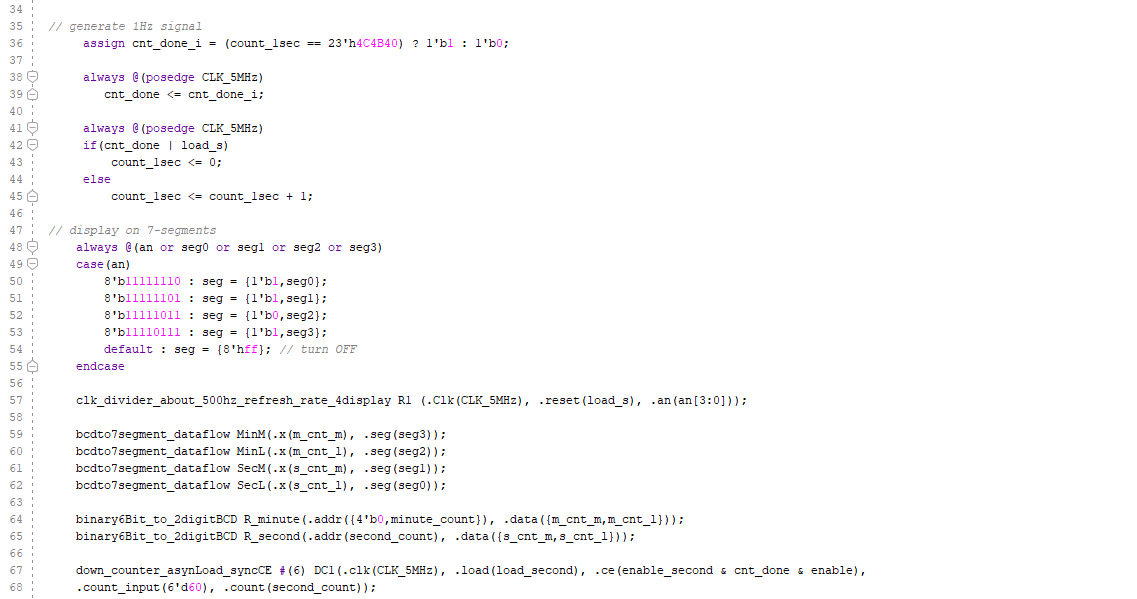 34
35 // generate 1Hz signal
36 assign cnt_done_i = (count_1sec == 23'h4C4B40) ? 1'b1 : 1'b0;
37
38 always @(posedge CLK_5MHz)
39 cnt_done <= cnt_done_i;
40
41 always @(posedge CLK_5MHz)
42 if(cnt_done | load_s)
43 count_1sec <= 0;
44 else
45 count_1sec <= count_1sec + 1;
46
47 // display on 7-segments
48 always @(an or seg0 or seg1 or seg2 or seg3)
49 case(an)
50 8'b11111110 : seg = {1'b1,seg0};
51 8'b11111101 : seg = {1'b1,seg1};
52 8'b11111011 : seg = {1'b0,seg2};
53 8'b11110111 : seg = {1'b1,seg3};
54 default : seg = {8'hff}; // turn OFF
55 endcase
56
57 clk_divider_about_500hz_refresh_rate_4display R1 (.Clk(CLK_5MHz), .reset(load_s), .an(an[3:0]));
58
59 bcdto7segment_dataflow MinM(.x(m_cnt_m), .seg(seg3));
60 bcdto7segment_dataflow MinL(.x(m_cnt_l), .seg(seg2));
61 bcdto7segment_dataflow SecM(.x(s_cnt_m), .seg(seg1));
62 bcdto7segment_dataflow SecL(.x(s_cnt_l), .seg(seg0));
63
64 binary6Bit_to_2digitBCD R_minute(.addr({4'b0,minute_count}), .data({m_cnt_m,m_cnt_l}));
65 binary6Bit_to_2digitBCD R_second(.addr(second_count), .data({s_cnt_m,s_cnt_l}));
66
67 down_counter_asynLoad_syncCE #(6) DC1(.clk(CLK_5MHz), .load(load_second), .ce(enable_second & cnt_done & enable),
68 .count_input(6'd60), .count(second_count));